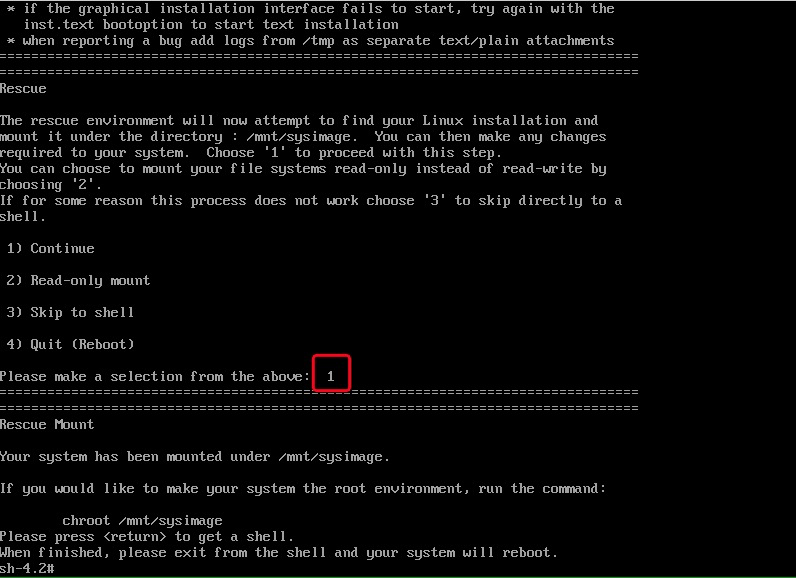 * if the graphical installation interface fails to start, try again with the
inst.text bootoption to start text installation
* when reporting a bug add logs from /tmp as separate text/plain attachments
================================================================================
================================================================================
Rescue
The rescue environment will now attempt to find your Linux installation and
mount it under the directory : /mnt/sysimage.  You can then make any changes
required to your system.  Choose '1' to proceed with this step.
You can choose to mount your file systems read-only instead of read-write by
choosing '2'.
If for some reason this process does not work choose '3' to skip directly to a
shell.
1) Continue
2) Read-only mount
3) Skip to shell
4) Quit (Reboot)
Please make a selection from the above:  1
================================================================================
================================================================================
Rescue Mount
Your system has been mounted under /mnt/sysimage.
If you would like to make your system the root environment, run the command:
chroot /mnt/sysimage
Please press <return> to get a shell.
When finished, please exit from the shell and your system will reboot.
sh-4.2#